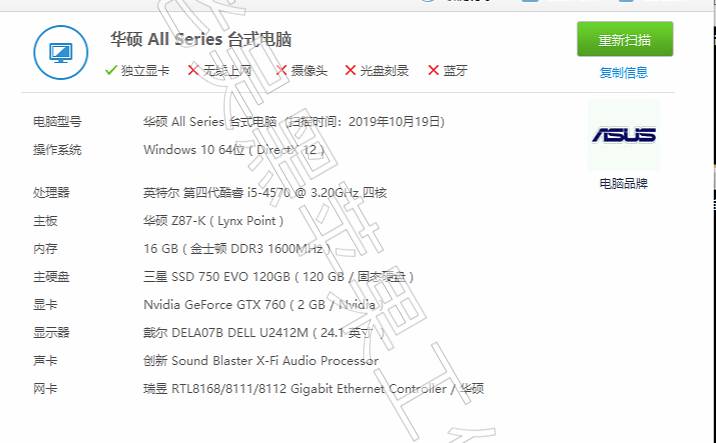 华硕 All Series 台式电脑
重新扫描
独立显卡 无线上网 摄像头 光盘刻录 蓝牙
复制信息
电脑型号 华硕 All Series 台式电脑 (扫描时间：2019年10月19日)
操作系统 Windows 10 64位 ( DirectX 12 )
ASUS
电脑品牌
处理器 英特尔 第四代酷睿 i5-4570 @ 3.20GHz 四核
主板 华硕 Z87-K ( Lynx Point )
内存 16 GB ( 金士顿 DDR3 1600MHz )
主硬盘 三星 SSD 750 EVO 120GB ( 120 GB / 固态硬盘 )
显卡 Nvidia GeForce GTX 760 ( 2 GB / Nvidia )
显示器 戴尔 DELA07B DELL U2412M ( 24.1 英寸 )
声卡 创新 Sound Blaster X-Fi Audio Processor
网卡 瑞昱 RTL8168/8111/8112 Gigabit Ethernet Controller / 华硕
黑苹果工